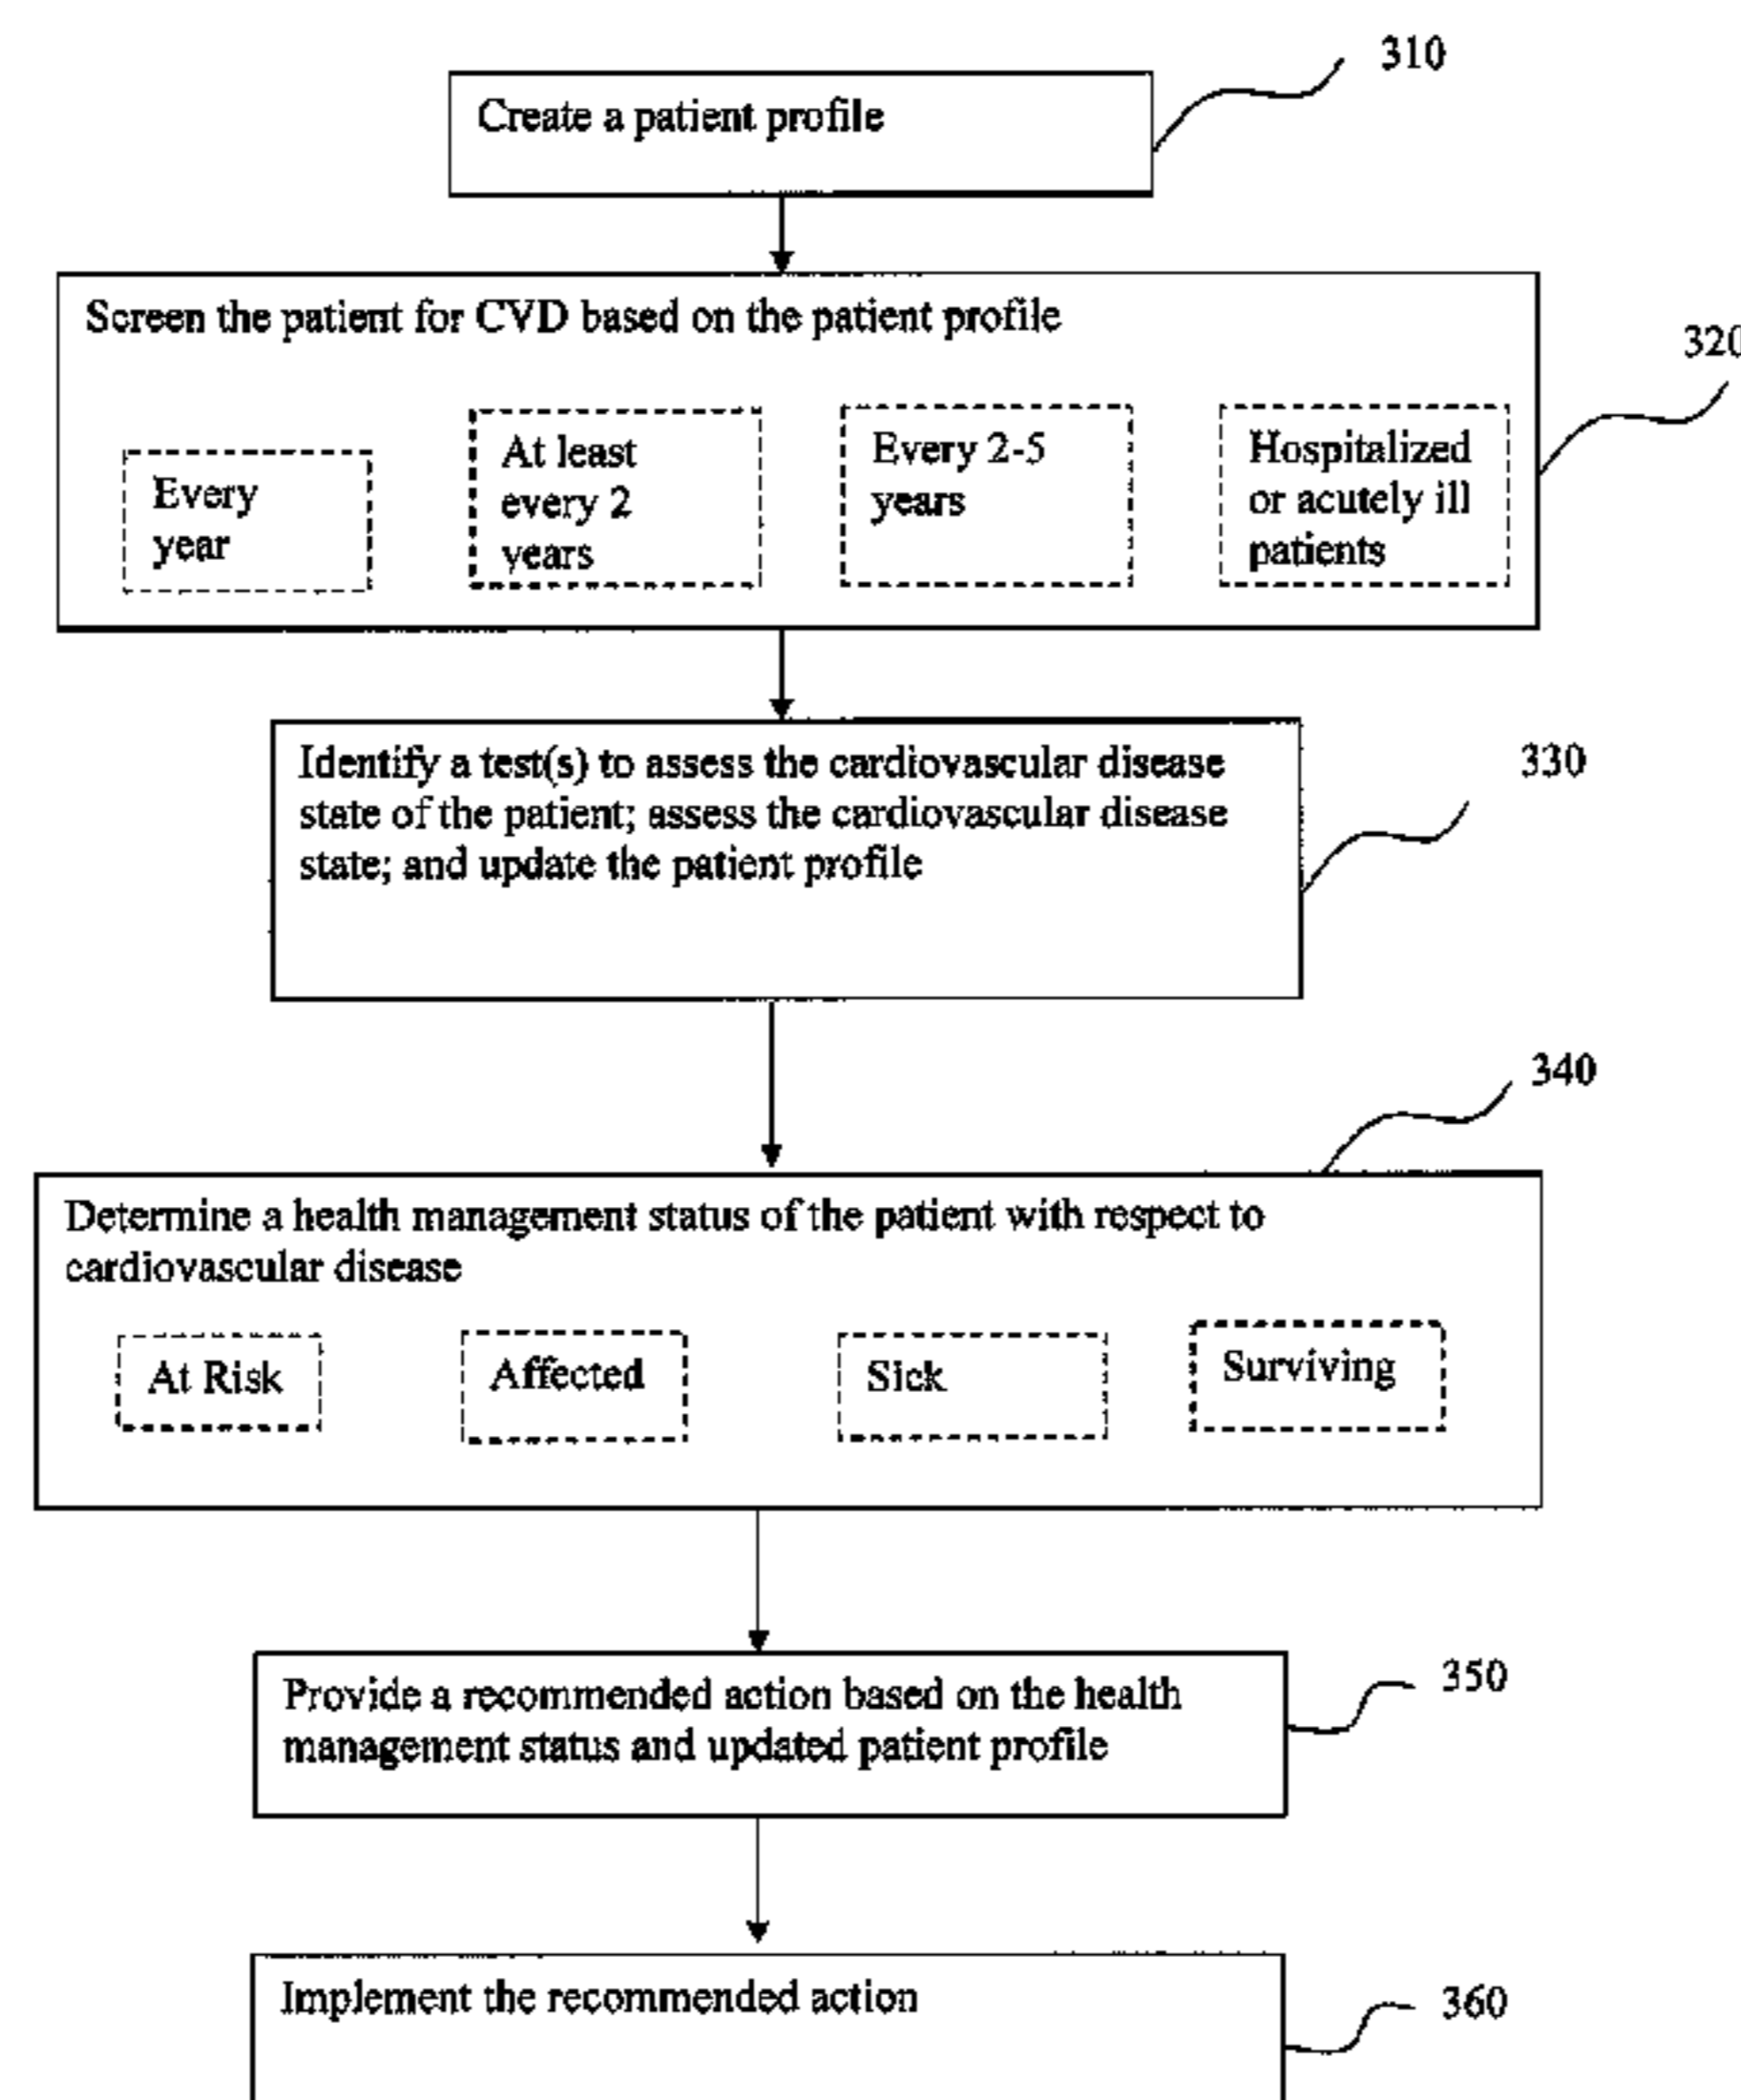 310
Create a patient profile
Screen the patient for CVD based on the patient profile
320
Every
year
At least
every 2
years
Every 2-5
years
Hospitalized
or acutely ill
patients
Identify a test(s) to assess the cardiovascular disease
state of the patient; assess the cardiovascular disease
state; and update the patient profile
330
340
Determine a health management status of the patient with respect to
cardiovascular disease
At Risk
Affected
Sick
Surviving
Provide a recommended action based on the health
management status and updated patient profile
350
Implement the recommended action
360